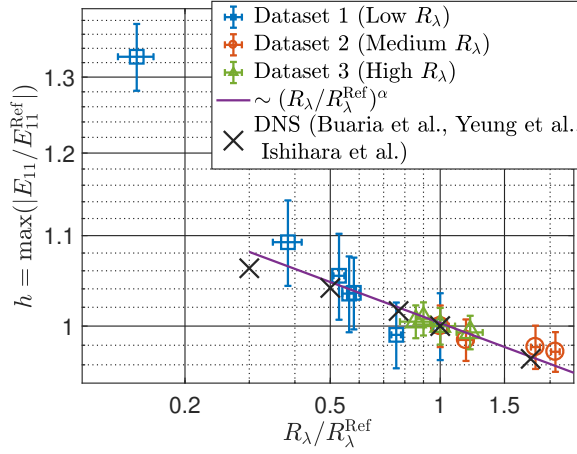 Dataset 1 (Low R_λ)
Dataset 2 (Medium R_λ)
Dataset 3 (High R_λ)
∼ (R_λ/R_λ^Ref)^α
DNS (Buaria et al., Yeung et al.
Ishihara et al.)
h = max(|E_11/E_11^Ref|)
1.3
1.2
1.1
1
0.2 0.5 1 1.5
R_λ/R_λ^Ref